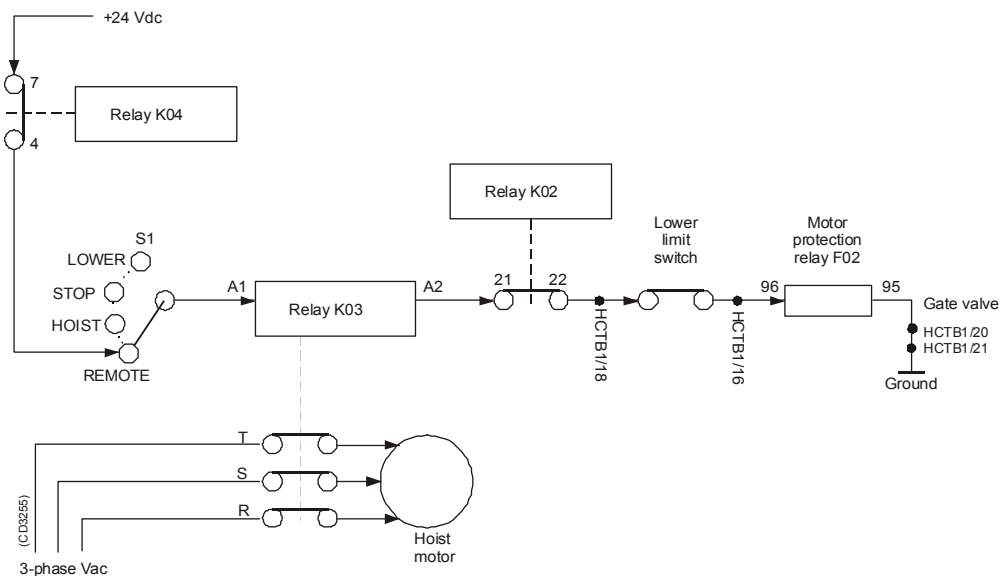 +24 Vdc
7
Relay K04
4
Relay K02
Lower
limit
switch
Motor
protection
relay F02
S1
LOWER
STOP
HOIST
REMOTE
A1
Relay K03
A2
21
22
HCTB1/18
HCTB1/16
96
95
Gate valve
HCTB1/20
HCTB1/21
Ground
T
S
R
(CD3255)
3-phase Vac
Hoist
motor